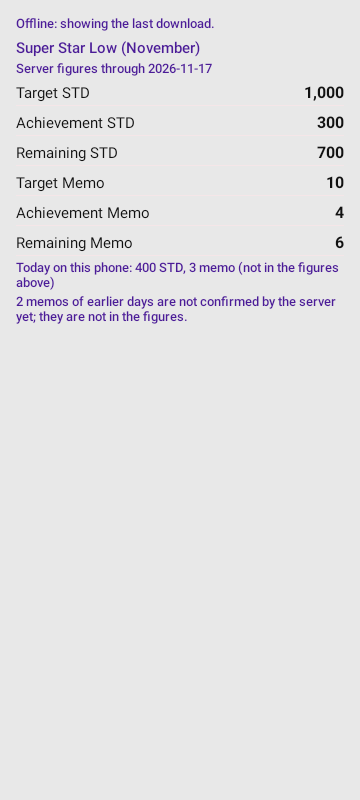 Offline: showing the last download.
Super Star Low (November)
Server figures through 2026-11-17
Target STD 1,000
Achievement STD 300
Remaining STD 700
Target Memo 10
Achievement Memo 4
Remaining Memo 6
Today on this phone: 400 STD, 3 memo (not in the figures
above)
2 memos of earlier days are not confirmed by the server
yet; they are not in the figures.